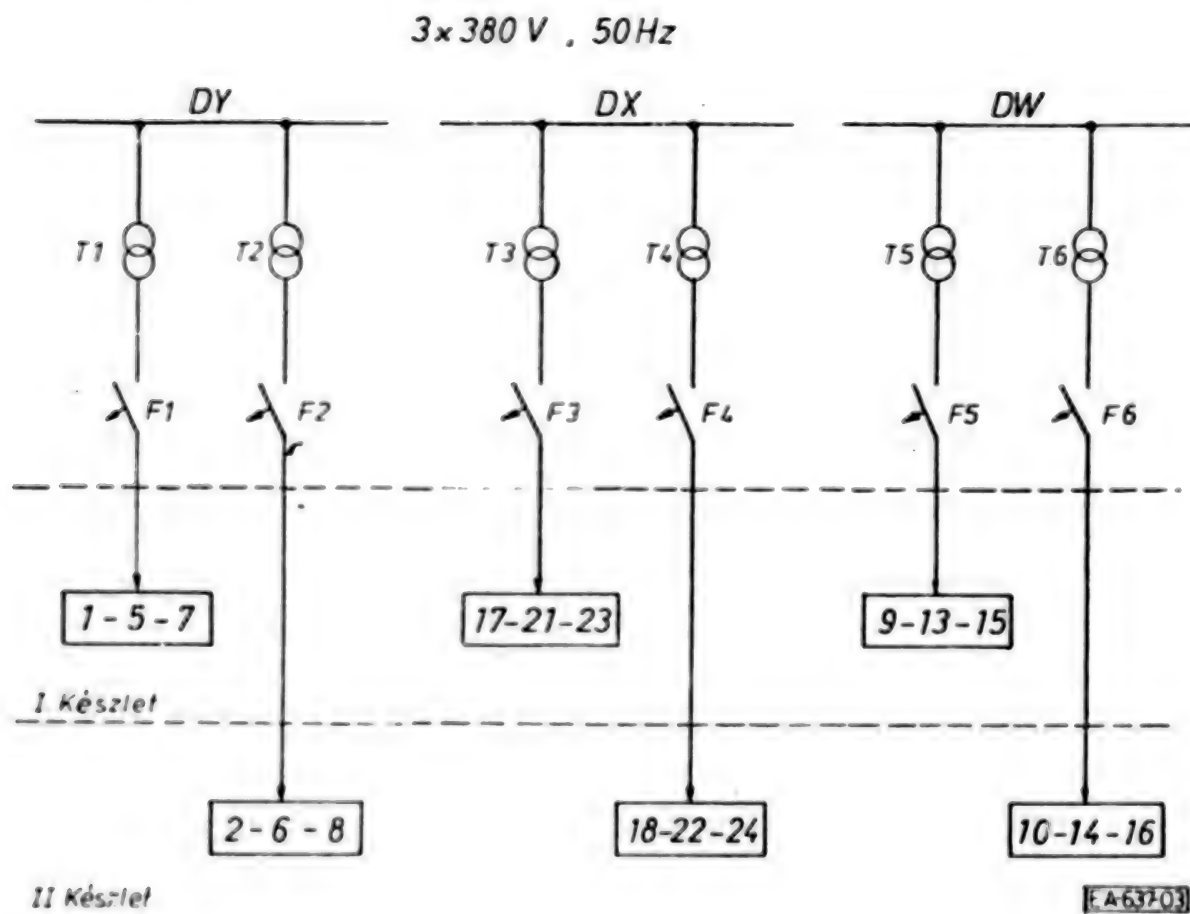 3 x 380 V , 50 Hz
DY DX DW
T1 T2 T3 T4 T5 T6
F1 F2 F3 F4 F5 F6
1 - 5 - 7 17-21-23 9-13-15
I. Készlet
2 - 6 - 8 18-22-24 10-14-16
II Készlet EA-637-03